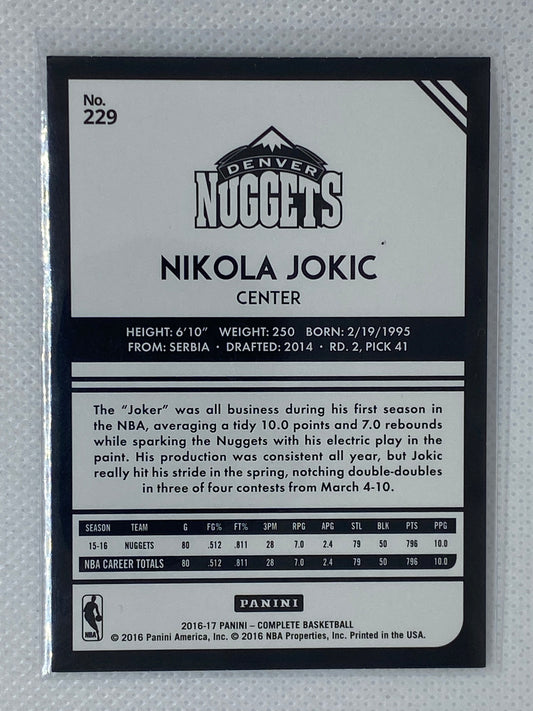 No.
229
DENVER
NUGGETS
NIKOLA JOKIC
CENTER
HEIGHT: 6'10" WEIGHT: 250 BORN: 2/19/1995
FROM: SERBIA • DRAFTED: 2014 • RD. 2, PICK 41
The "Joker" was all business during his first season in
the NBA, averaging a tidy 10.0 points and 7.0 rebounds
while sparking the Nuggets with his electric play in the
paint. His production was consistent all year, but Jokic
really hit his stride in the spring, notching double-doubles
in three of four contests from March 4-10.
SEASON TEAM G FG% FT% 3PM RPG APG STL BLK PTS PPG
15-16 NUGGETS 80 .512 .811 28 7.0 2.4 79 50 796 10.0
NBA CAREER TOTALS 80 .512 .811 28 7.0 2.4 79 50 796 10.0
PANINI
NBA
2016-17 PANINI – COMPLETE BASKETBALL
© 2016 Panini America, Inc. © 2016 NBA Properties, Inc. Printed in the USA.